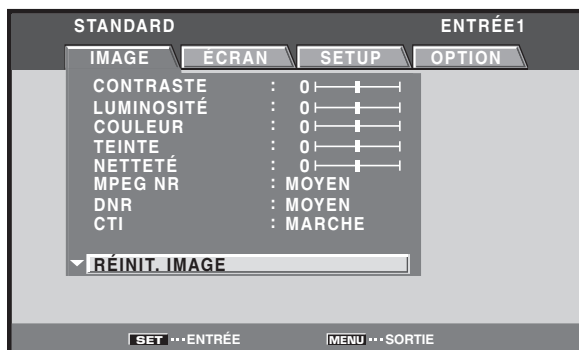 STANDARD ENTRÉE1
IMAGE ÉCRAN SETUP OPTION
CONTRASTE : 0
LUMINOSITÉ : 0
COULEUR : 0
TEINTE : 0
NETTETÉ : 0
MPEG NR : MOYEN
DNR : MOYEN
CTI : MARCHE
RÉINIT. IMAGE
SET ···ENTRÉE MENU ···SORTIE